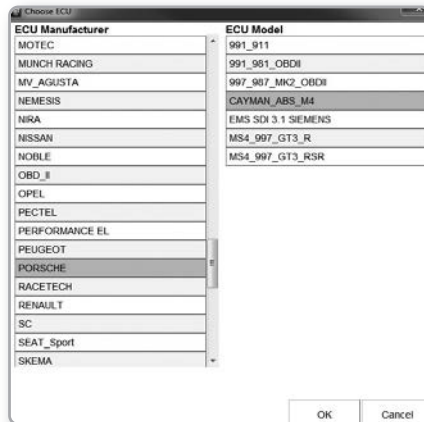 Choose ECU
ECU Manufacturer
MOTEC
MUNCH RACING
MV_AGUSTA
NEMESIS
NIRA
NISSAN
NOBLE
OBD_II
OPEL
PECTEL
PERFORMANCE EL
PEUGEOT
PORSCHE
RACETECH
RENAULT
SC
SEAT_Sport
SKEMA
ECU Model
991_911
991_981_OBDII
997_987_MK2_OBDII
CAYMAN_ABS_M4
EMS SDI 3.1 SIEMENS
MS4_997_GT3_R
MS4_997_GT3_RSR
OK
Cancel